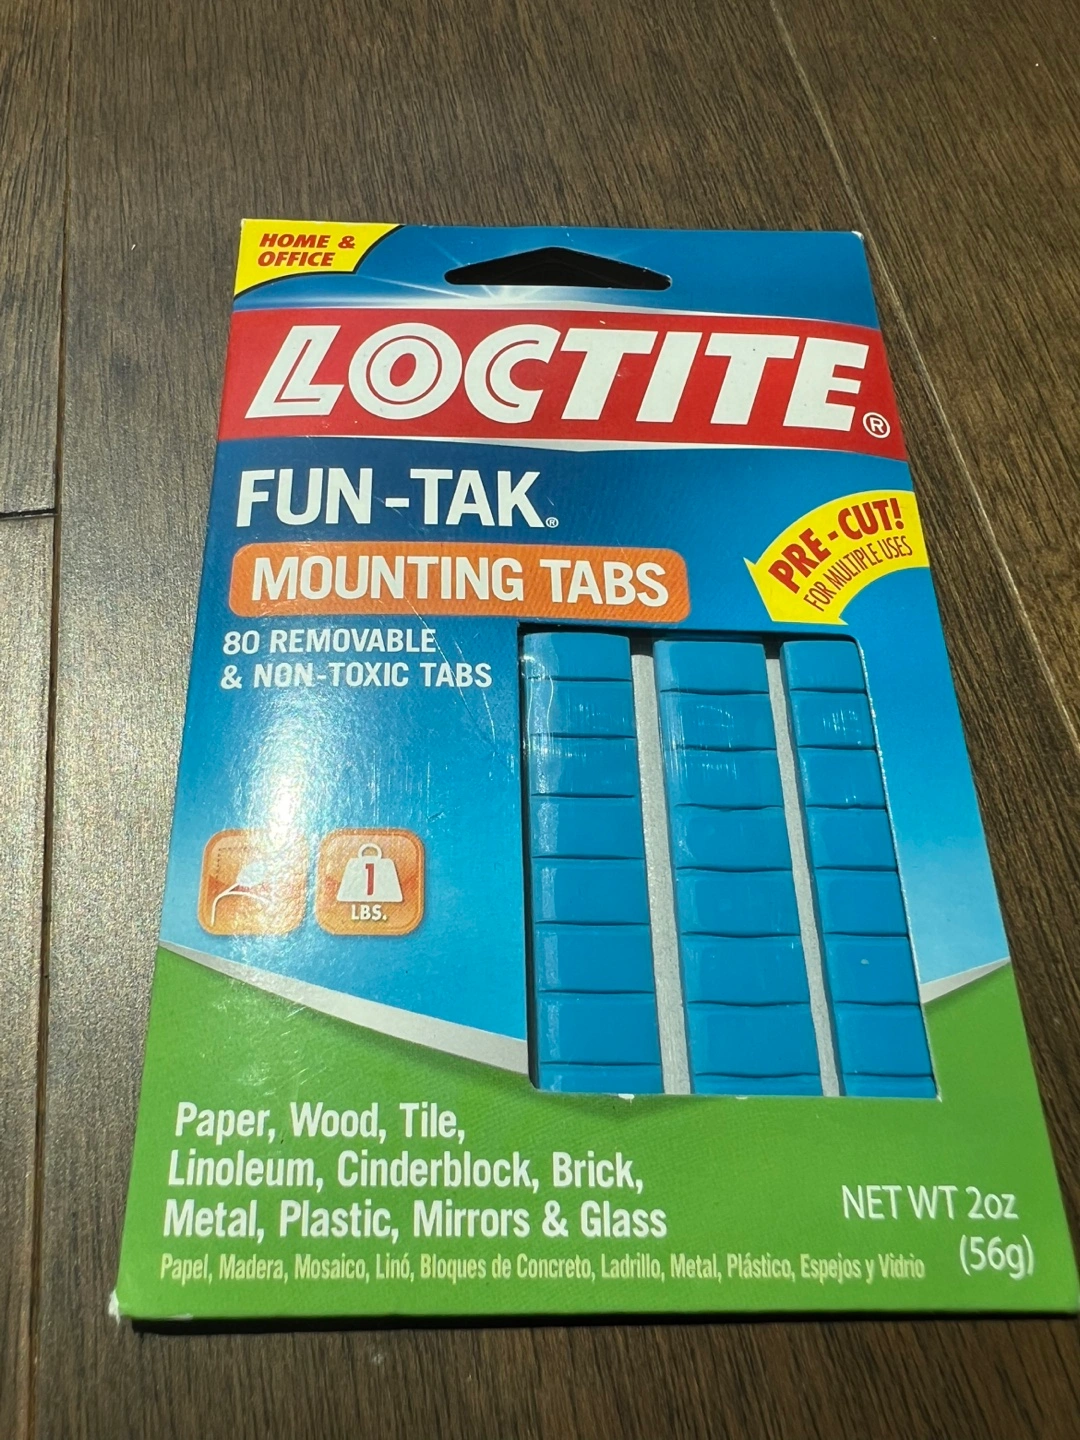 HOME &
OFFICE
LOCTITE®
FUN-TAK®
MOUNTING TABS
PRE-CUT!
FOR MULTIPLE USES
80 REMOVABLE
& NON-TOXIC TABS
1
LBS.
Paper, Wood, Tile,
Linoleum, Cinderblock, Brick,
Metal, Plastic, Mirrors & Glass
Papel, Madera, Mosaico, Linó, Bloques de Concreto, Ladrillo, Metal, Plástico, Espejos y Vidrio
NET WT 2oz
(56g)